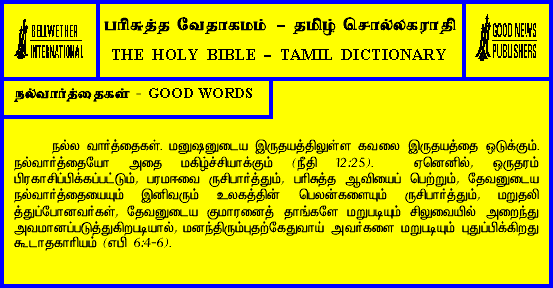 BELLWETHER
INTERNATIONAL
பரிசுத்த வேதாகமம் – தமிழ் சொல்லகராதி
THE HOLY BIBLE – TAMIL DICTIONARY
GOOD NEWS
PUBLISHERS
நல்வார்த்தைகள் - GOOD WORDS
நல்ல வார்த்தைகள். மனுஷனுடைய இருதயத்திலுள்ள கவலை இருதயத்தை ஒடுக்கும்.
நல்வார்த்தையோ அதை மகிழ்ச்சியாக்கும் (நீதி 12:25). ஏனெனில், ஒருதரம்
பிரகாசிப்பிக்கப்பட்டும், பரமஈவை ருசிபார்த்தும், பரிசுத்த ஆவியைப் பெற்றும், தேவனுடைய
நல்வார்த்தையையும் இனிவரும் உலகத்தின் பெலன்களையும் ருசிபார்த்தும், மறுதலி
த்துப்போனவர்கள், தேவனுடைய குமாரனைத் தாங்களே மறுபடியும் சிலுவையில் அறைந்து
அவமானப்படுத்துகிறபடியால், மனந்திரும்புதற்கேதுவாய் அவர்களை மறுபடியும் புதுப்பிக்கிறது
கூடாதகாரியம் (எபி 6:4-6).